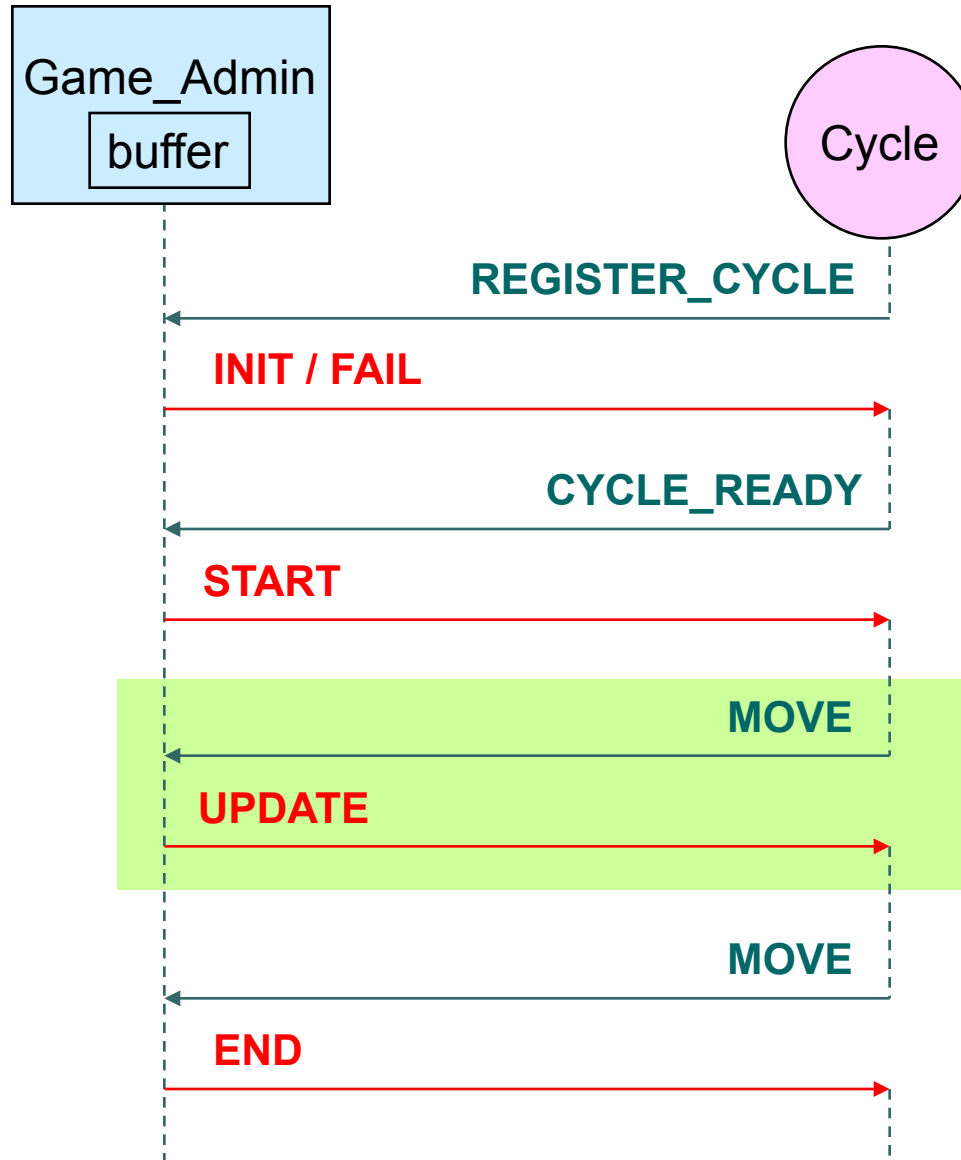 Game_Admin
buffer
Cycle
REGISTER_CYCLE
INIT / FAIL
CYCLE_READY
START
MOVE
UPDATE
MOVE
END